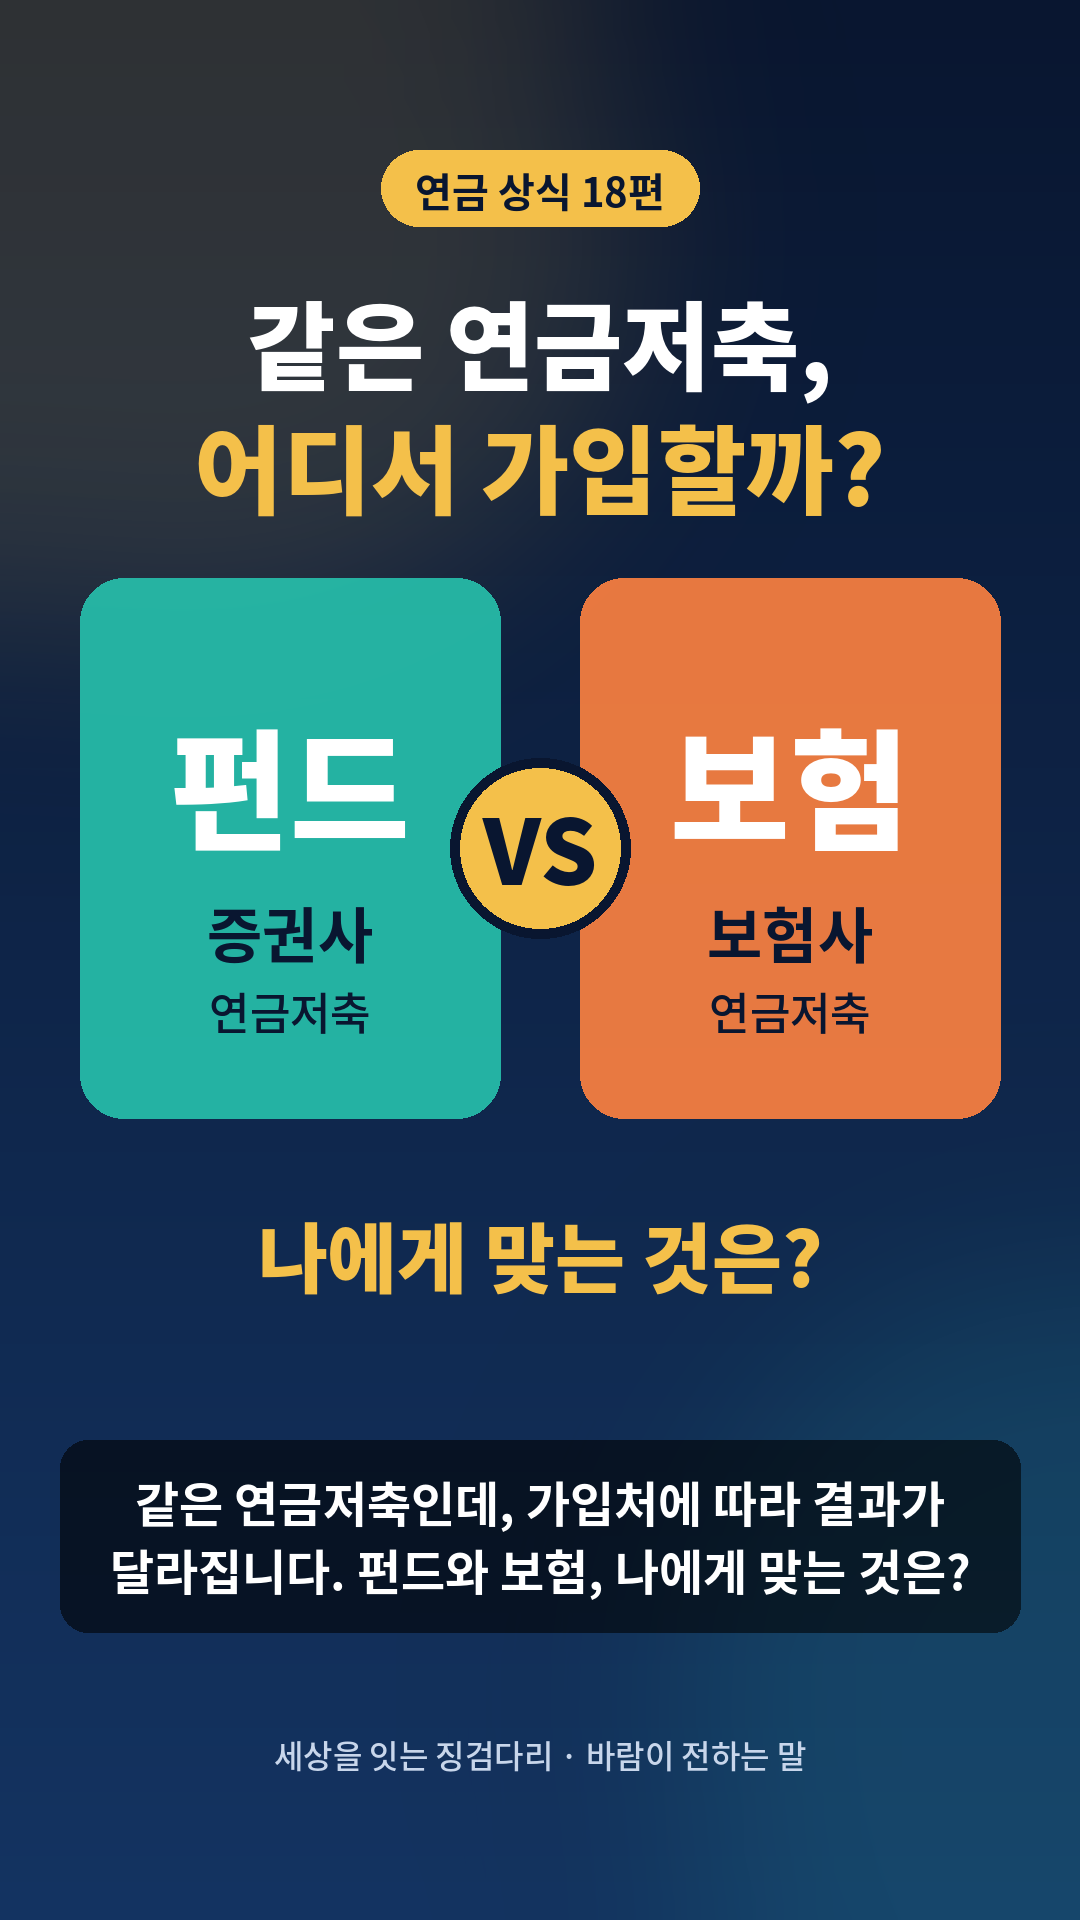 연금 상식 18편
같은 연금저축,
어디서 가입할까?
펀드
증권사
연금저축
VS
보험
보험사
연금저축
나에게 맞는 것은?
같은 연금저축인데, 가입처에 따라 결과가
달라집니다. 펀드와 보험, 나에게 맞는 것은?
세상을 잇는 징검다리 · 바람이 전하는 말